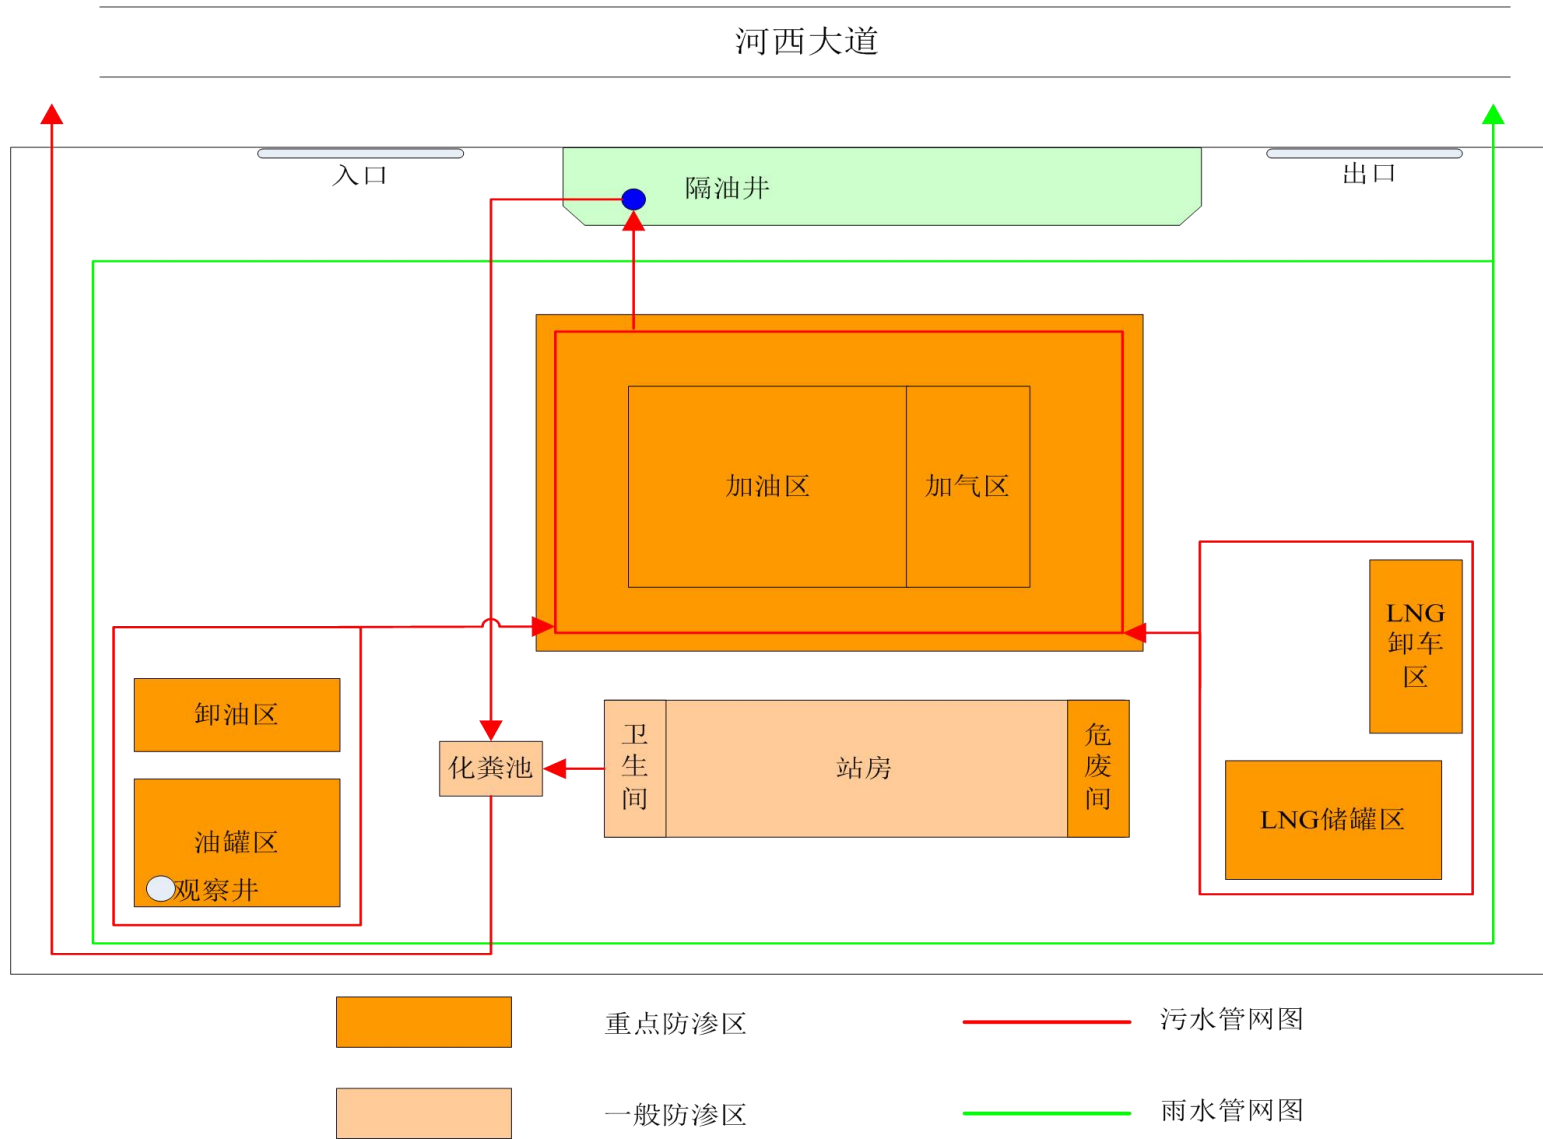 河西大道
入口
隔油井
出口
加油区
加气区
LNG
卸车
区
卸油区
卫
生
间
站房
危
废
间
化粪池
油罐区
观察井
LNG储罐区
重点防渗区
污水管网图
一般防渗区
雨水管网图